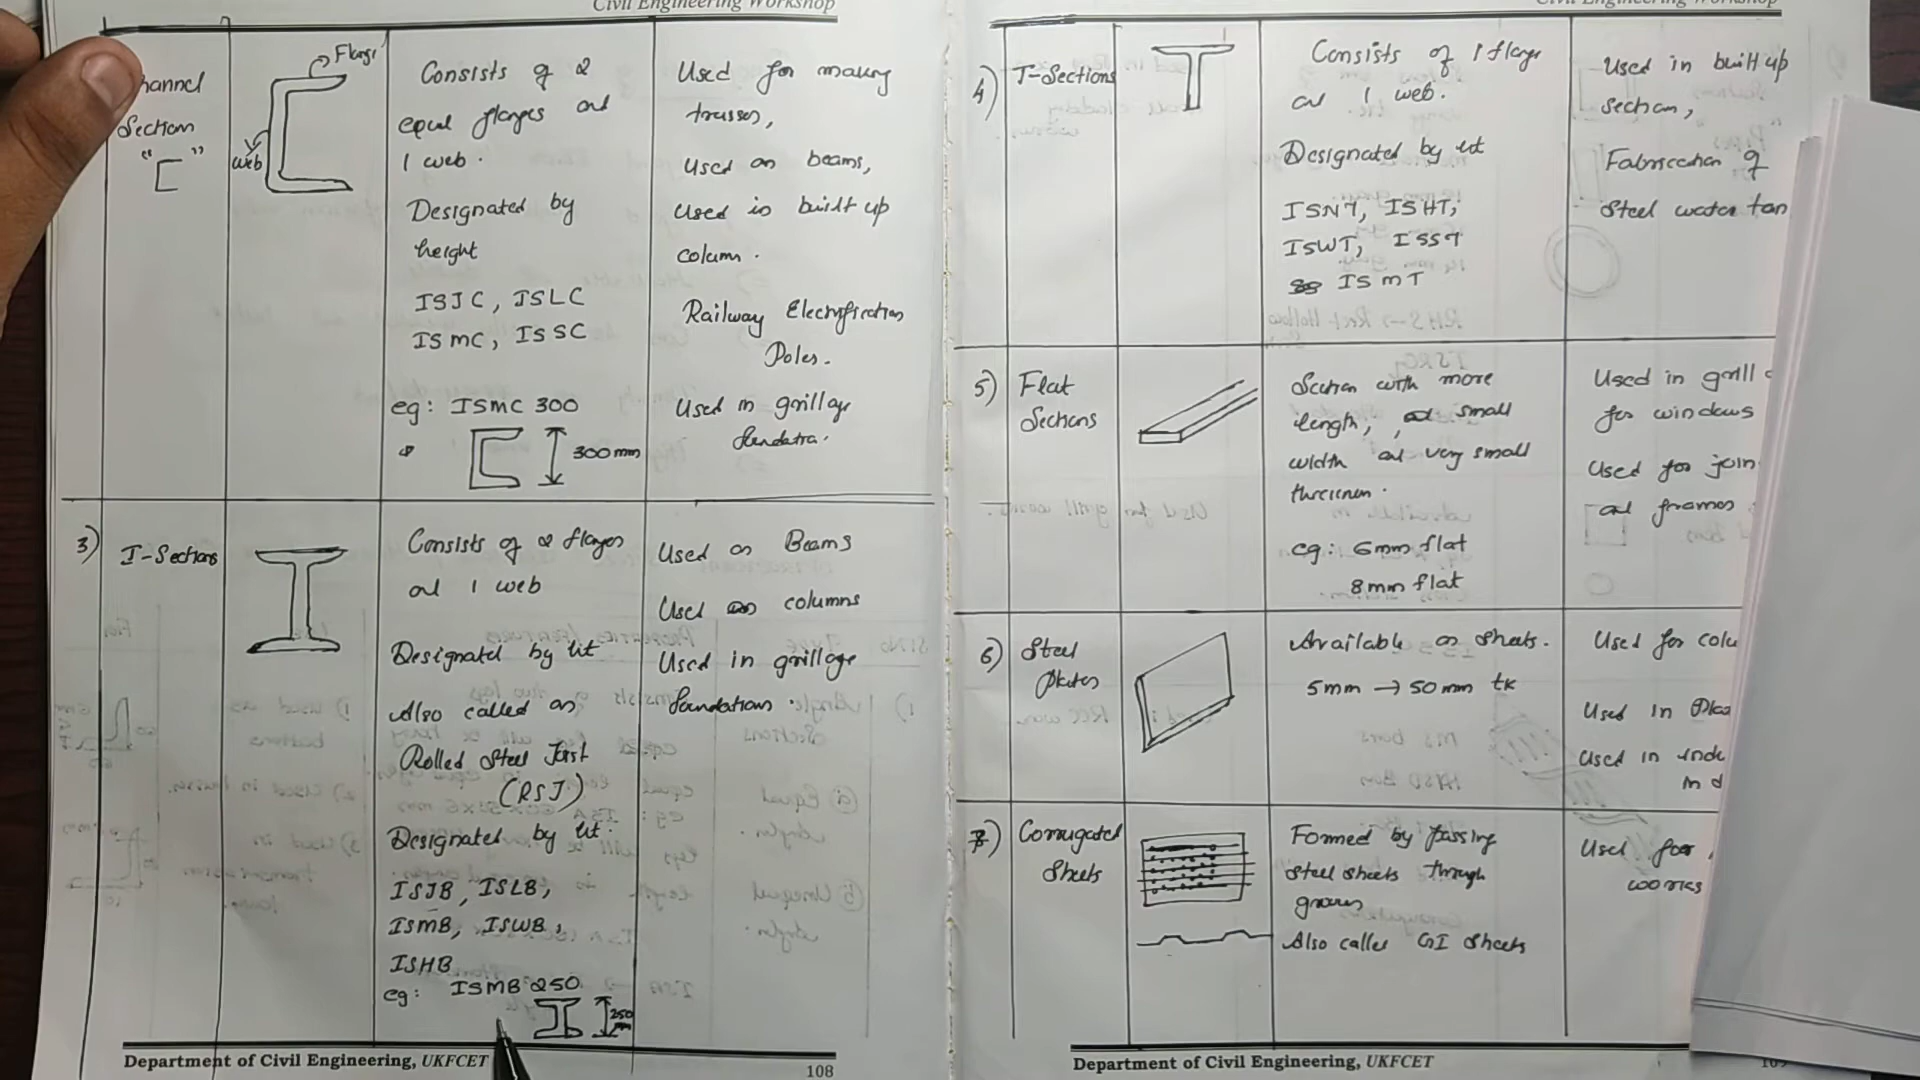 Civil Engineering Workshop
hannel
Section
"[ "
Flange
web
Consists of 2
equal flanges and
1 web.
Designated by
height
ISJC, ISLC
ISMC, ISSC
eg: ISMC 300
300mm
Used for making
trusses,
Used as beams,
Used in built up
column.
Railway Electrification
Poles.
Used in grillage
foundation.
3)
I-Sections
Consists of 2 flanges
and 1 web
Designated by ht
Also called as
Rolled Steel Joist
(RSJ)
Designated by ht.
ISJB, ISLB,
ISMB, ISWB,
ISHB
eg: ISMB 250
250
mm
Used as Beams
Used as columns
Used in grillage
foundations.
Department of Civil Engineering, UKFCET
108
4)
T-Sections
Consists of 1 flange
and 1 web.
Designated by ht
ISNT, ISHT,
ISWT, ISST
ISMT
Used in built up
section,
Fabrication of
Steel water tan
5)
Flat
Sections
Section with more
length, small
width and very small
thickness.
eg: 6mm flat
8mm flat
Used in grill
for windows
Used for join
and frames
6)
Steel
Plates
Available as sheets.
5mm → 50mm tk
Used for colu
Used in Pla
Used in indu
7)
Corrugated
Sheets
Formed by passing
steel sheets through
grooves
Also called GI sheets
Used for
works
Department of Civil Engineering, UKFCET